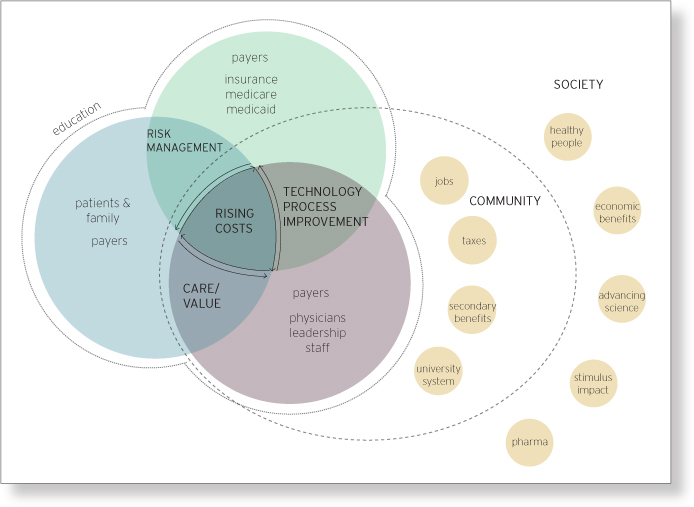 payers
insurance
medicare
medicaid
education
RISK
MANAGEMENT
patients &
family
payers
RISING
COSTS
TECHNOLOGY
PROCESS
IMPROVEMENT
CARE/
VALUE
payers
physicians
leadership
staff
COMMUNITY
jobs
taxes
secondary
benefits
university
system
SOCIETY
healthy
people
economic
benefits
advancing
science
stimulus
impact
pharma